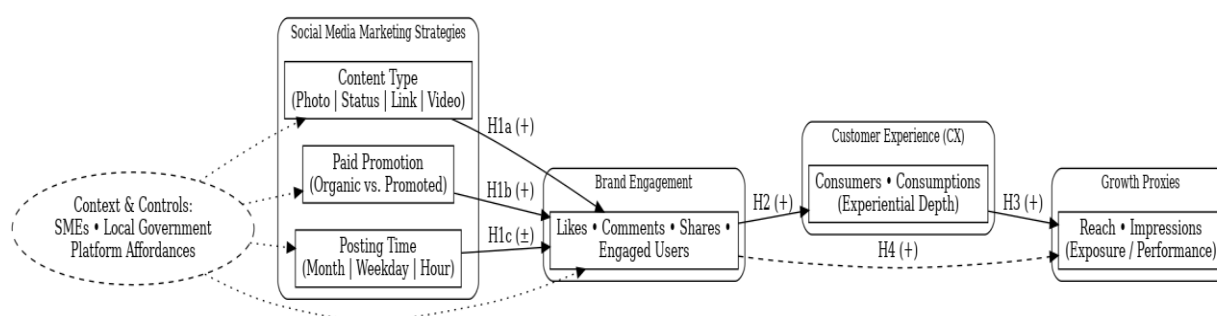 Social Media Marketing Strategies
Content Type
(Photo | Status | Link | Video)
Paid Promotion
(Organic vs. Promoted)
Posting Time
(Month | Weekday | Hour)
Context & Controls:
SMEs • Local Government
Platform Affordances
H1a (+)
H1b (+)
H1c (±)
Brand Engagement
Likes • Comments • Shares •
Engaged Users
H2 (+)
Customer Experience (CX)
Consumers • Consumptions
(Experiential Depth)
H3 (+)
H4 (+)
Growth Proxies
Reach • Impressions
(Exposure / Performance)